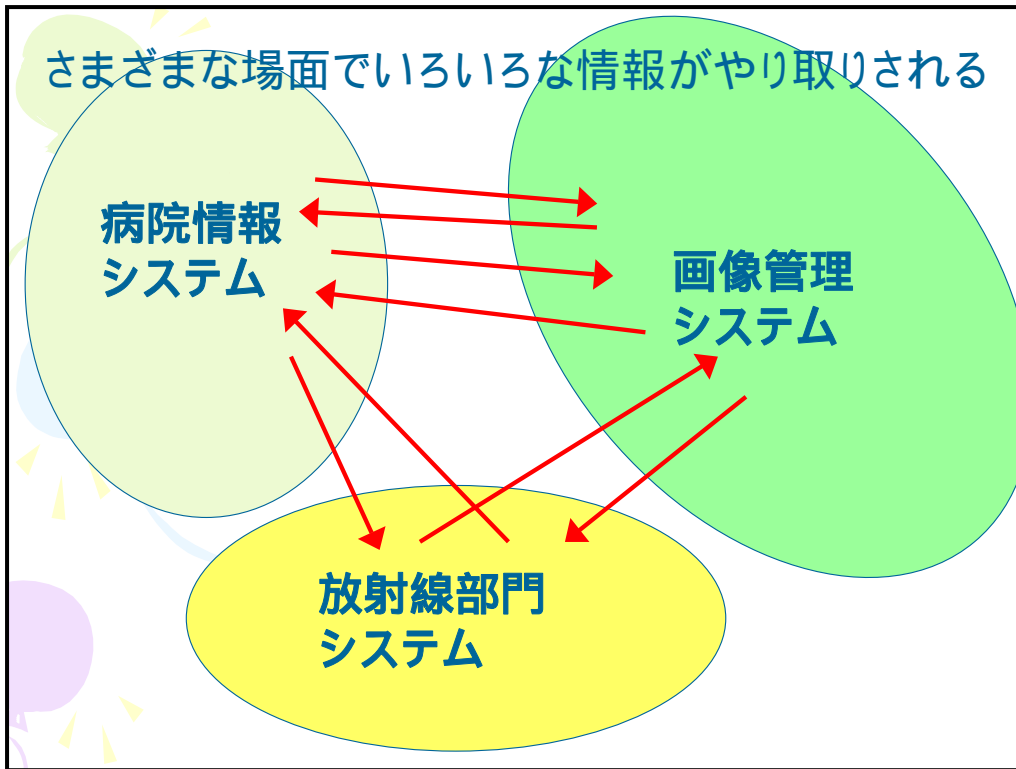 さまざまな場面でいろいろな情報がやり取りされる
病院情報
システム
画像管理
システム
放射線部門
システム